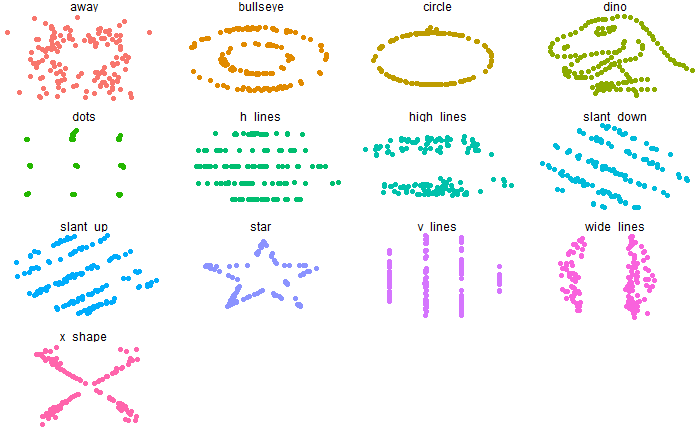 away
bullseye
circle
dino
dots
h_lines
high_lines
slant_down
slant_up
star
v_lines
wide_lines
x_shape